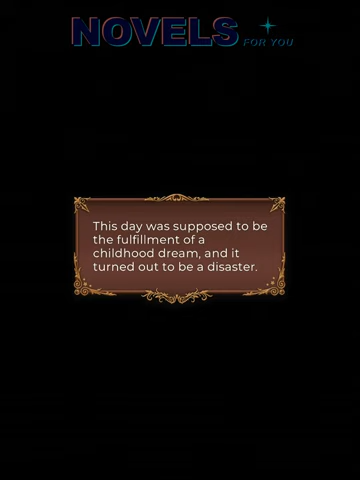 NOVELS
FOR YOU
This day was supposed to be
the fulfillment of a
childhood dream, and it
turned out to be a disaster.